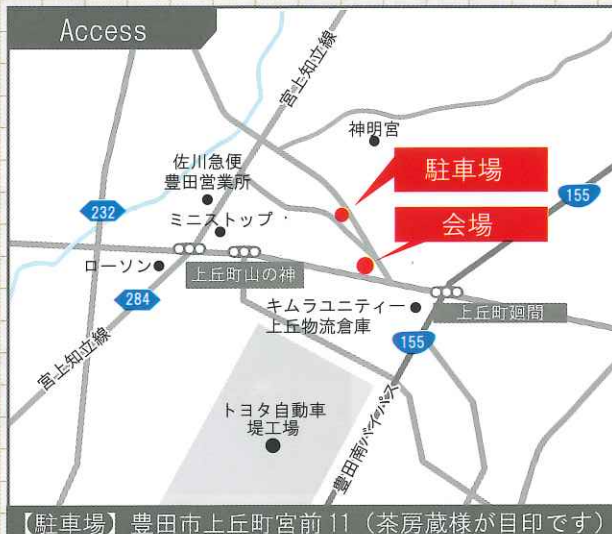 Access
宮上知立線
神明宮
佐川急便
豊田営業所
駐車場
155
232
ミニストップ
会場
ローソン
上丘町山の神
284
キムラユニティー
上丘物流倉庫
上丘町廻間
155
宮上知立線
トヨタ自動車
堤工場
豊田南バイパス
【駐車場】豊田市上丘町宮前11（茶房蔵様が目印です）